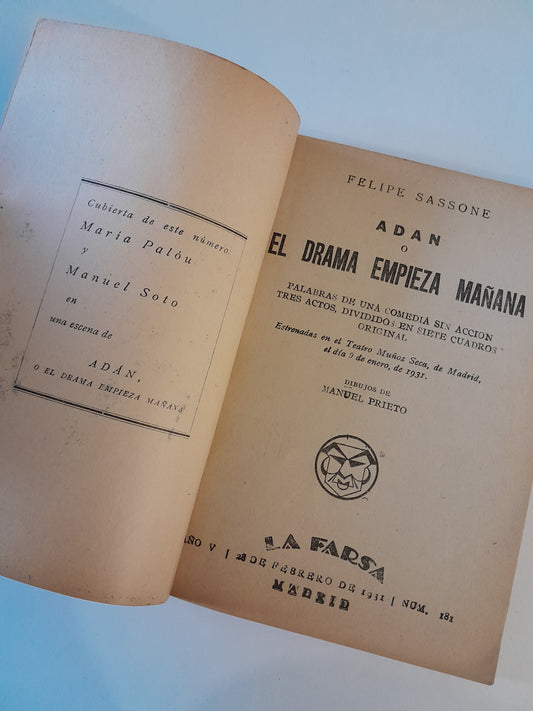 Cubierta de este número:
María Palóu
y
Manuel Soto
en
una escena de
ADÁN,
O EL DRAMA EMPIEZA MAÑANA
FELIPE SASSONE
ADAN
O
EL DRAMA EMPIEZA MAÑANA
PALABRAS DE UNA COMEDIA SIN ACCION
TRES ACTOS, DIVIDIDOS EN SIETE CUADROS
ORIGINAL
Estrenadas en el Teatro Muñoz Seca, de Madrid,
el día 9 de enero, de 1931.
DIBUJOS DE
MANUEL PRIETO
LA FARSA
AÑO V | 28 DE FEBRERO DE 1931 | NUM. 181
MADRID